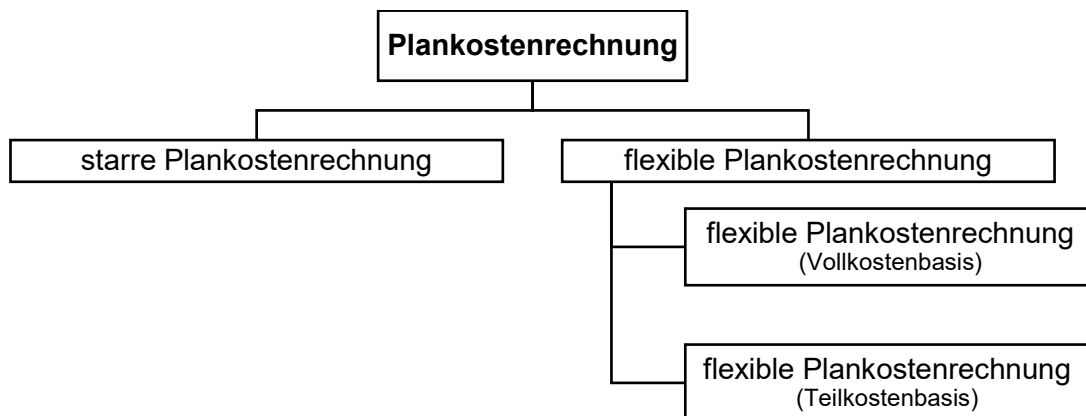 Plankostenrechnung
starre Plankostenrechnung
flexible Plankostenrechnung
flexible Plankostenrechnung
(Vollkostenbasis)
flexible Plankostenrechnung
(Teilkostenbasis)